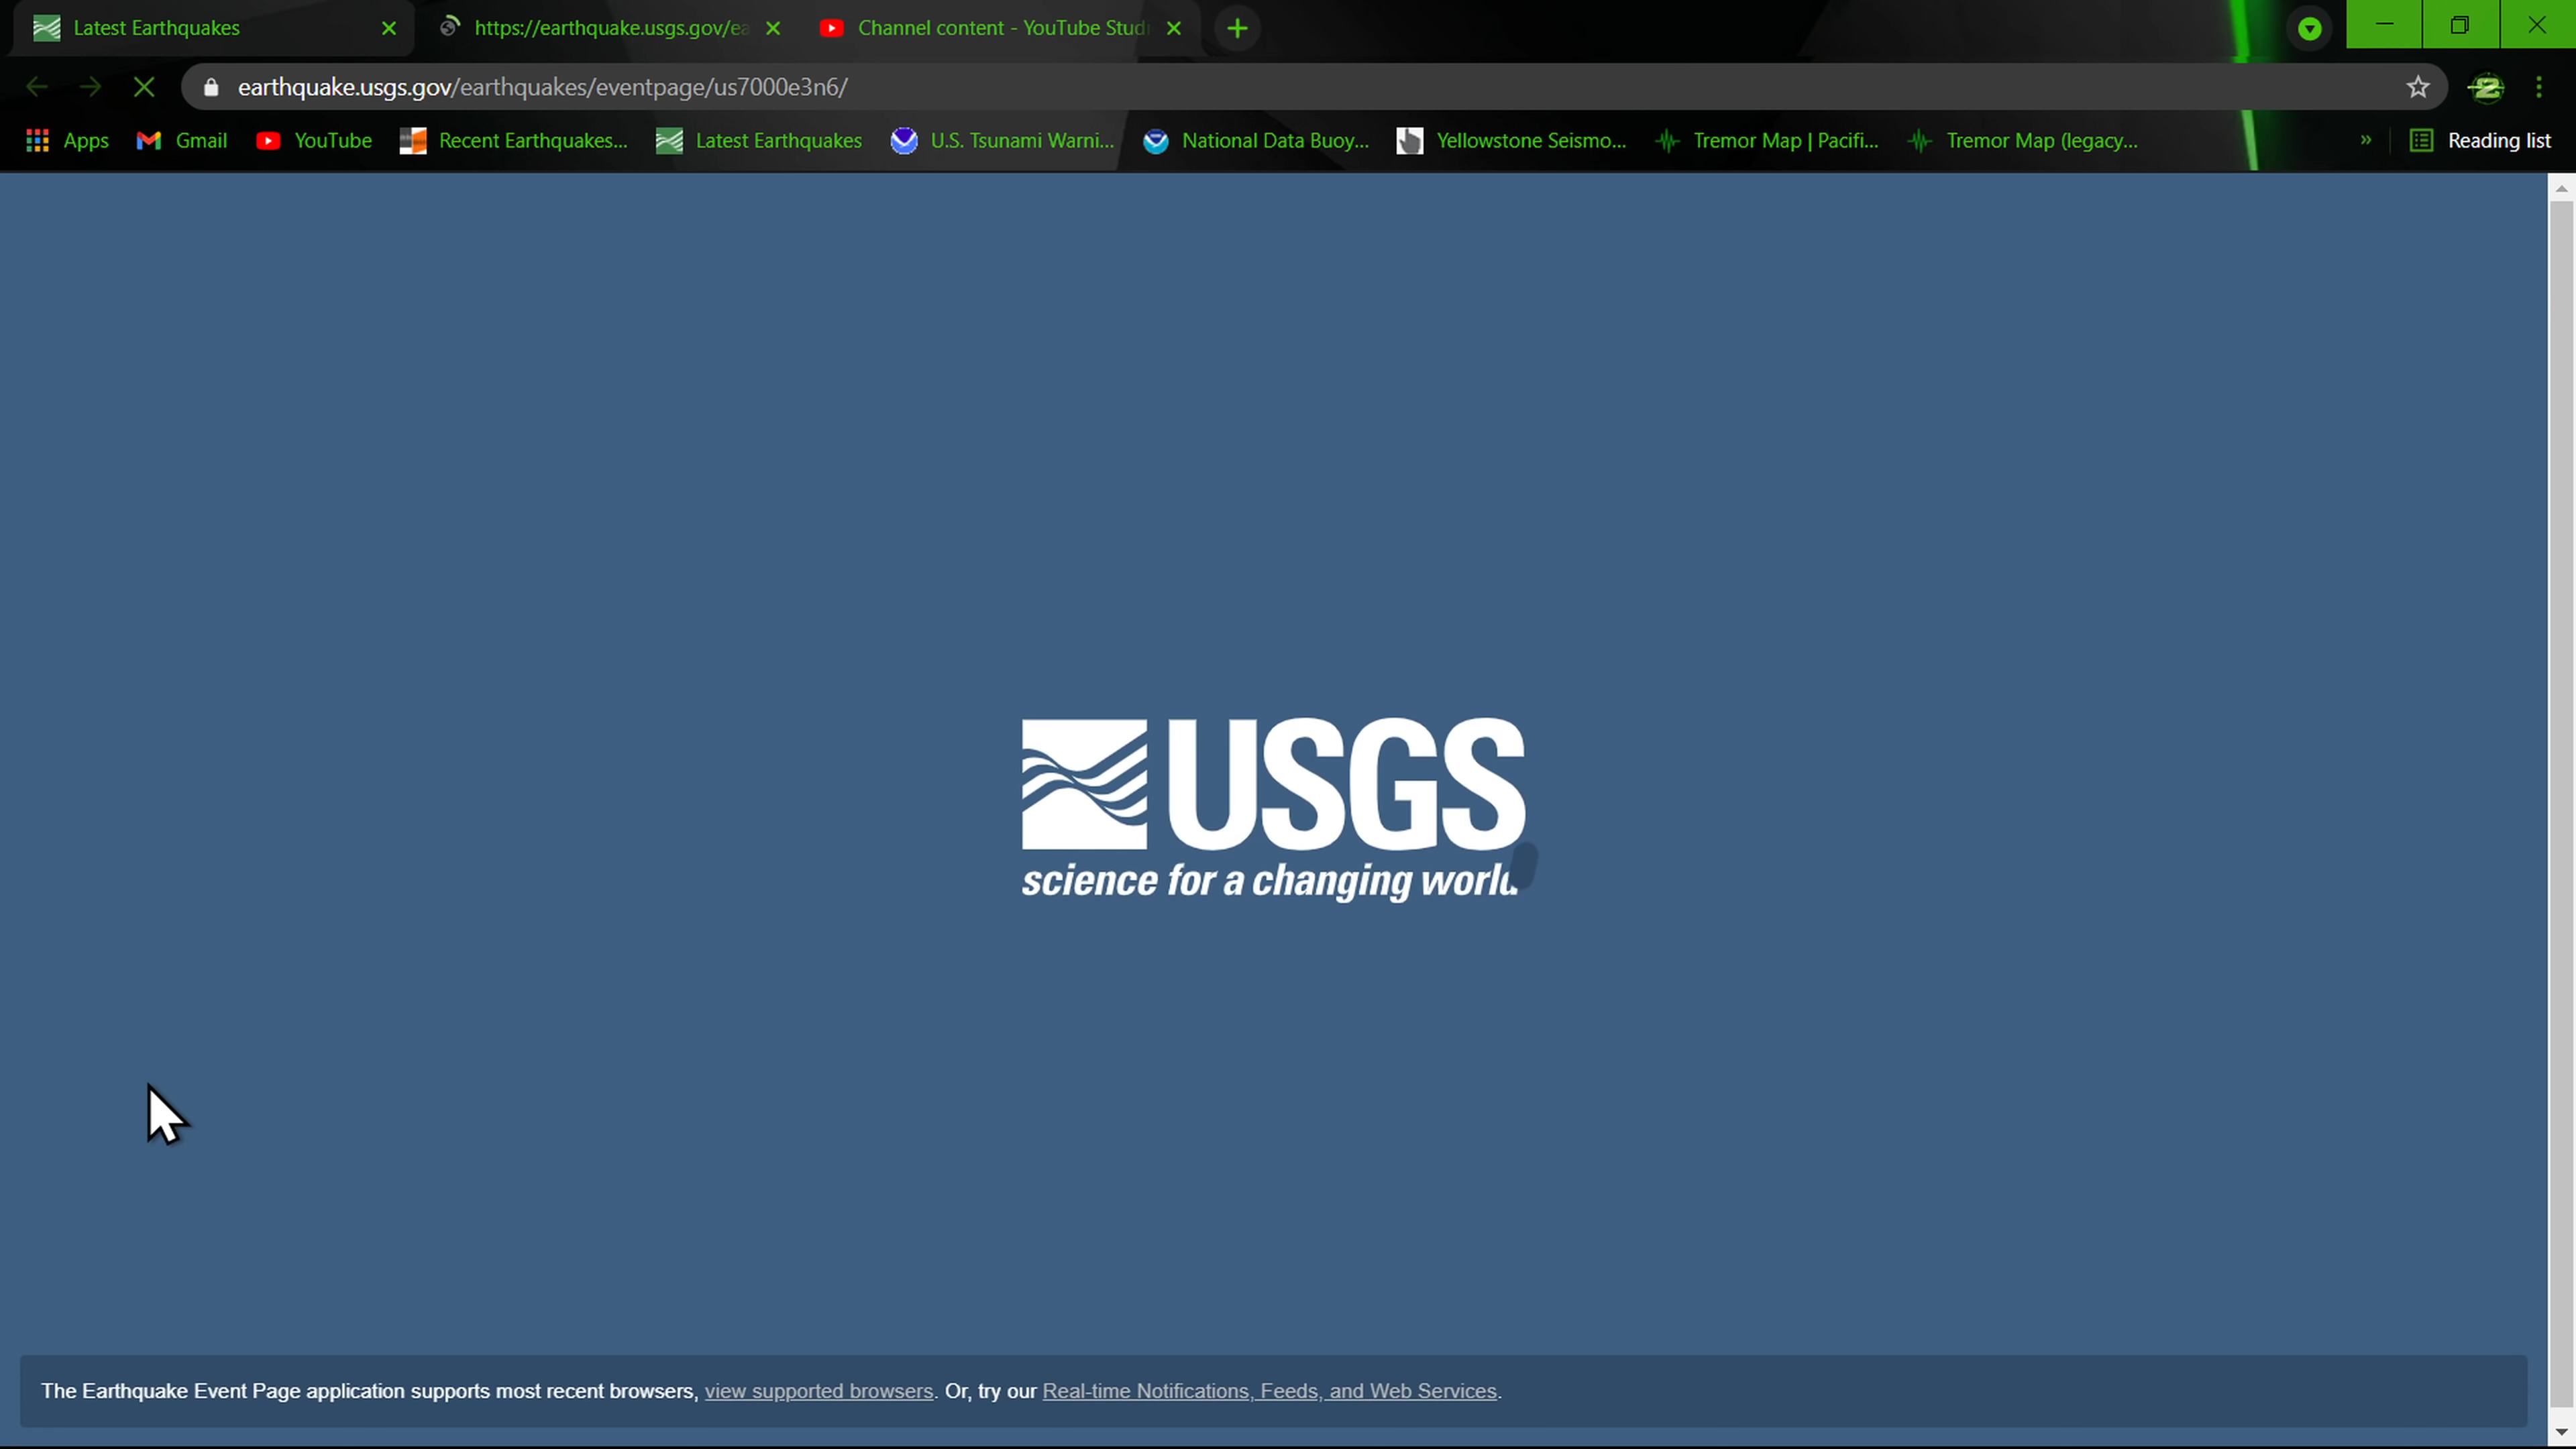 Latest Earthquakes
https://earthquake.usgs.gov/ea
Channel content - YouTube Studi
earthquake.usgs.gov/earthquakes/eventpage/us7000e3n6/
Apps Gmail YouTube Recent Earthquakes... Latest Earthquakes U.S. Tsunami Warni... National Data Buoy... Yellowstone Seismo... Tremor Map | Pacifi... Tremor Map (legacy... » Reading list
USGS
science for a changing world
The Earthquake Event Page application supports most recent browsers, view supported browsers. Or, try our Real-time Notifications, Feeds, and Web Services.